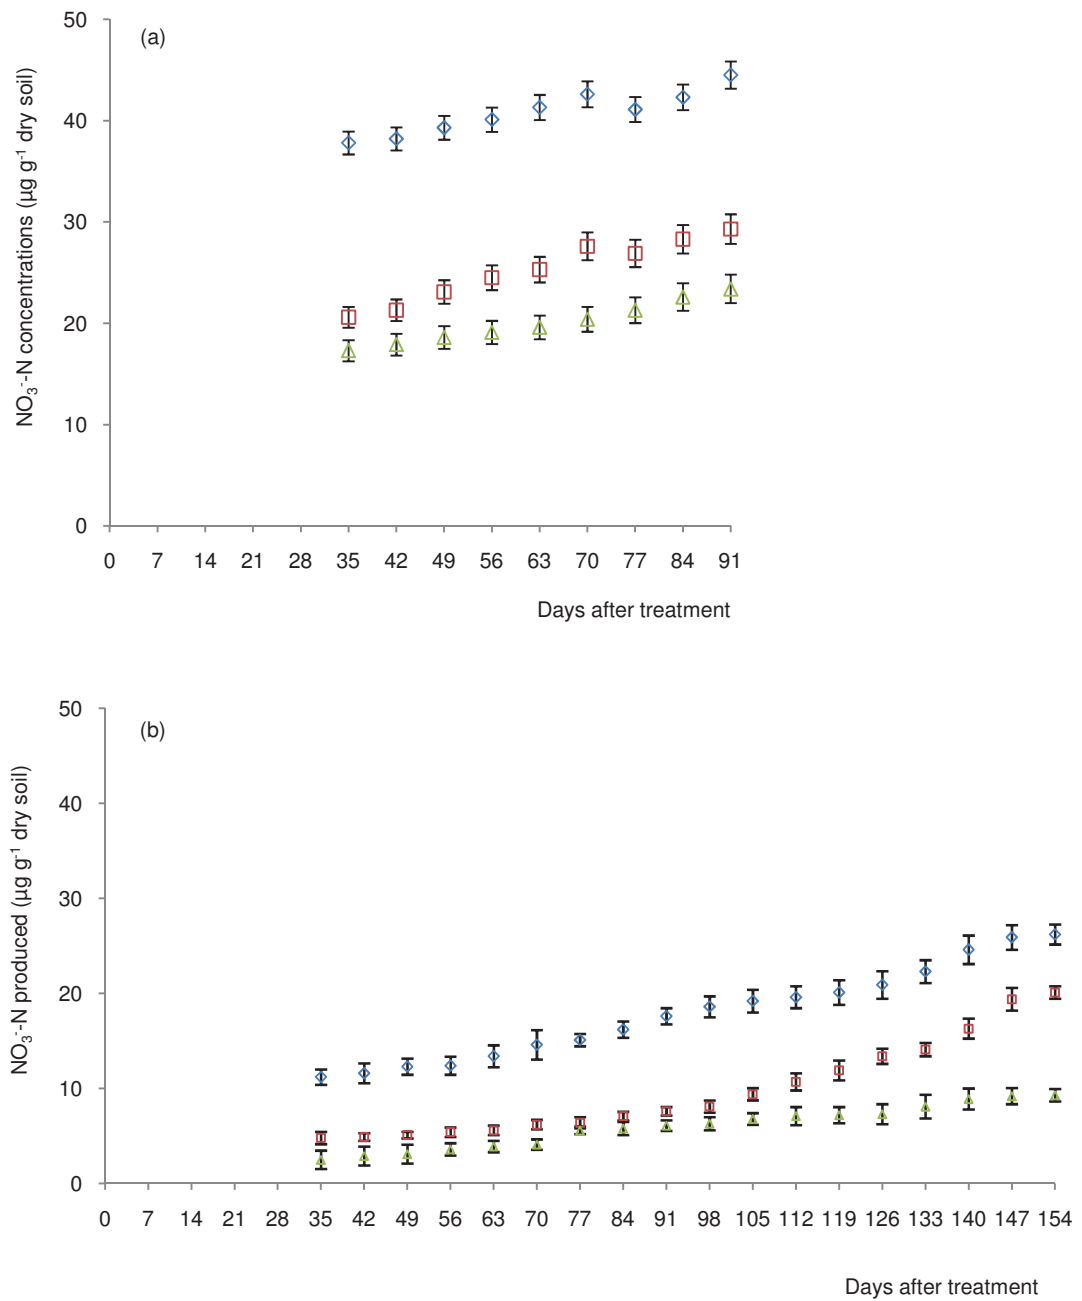 (a)
NO₃⁻-N concentrations (µg g⁻¹ dry soil)
50
40
30
20
10
0
0 7 14 21 28 35 42 49 56 63 70 77 84 91
Days after treatment
(b)
NO₃⁻-N produced (µg g⁻¹ dry soil)
50
40
30
20
10
0
0 7 14 21 28 35 42 49 56 63 70 77 84 91 98 105 112 119 126 133 140 147 154
Days after treatment